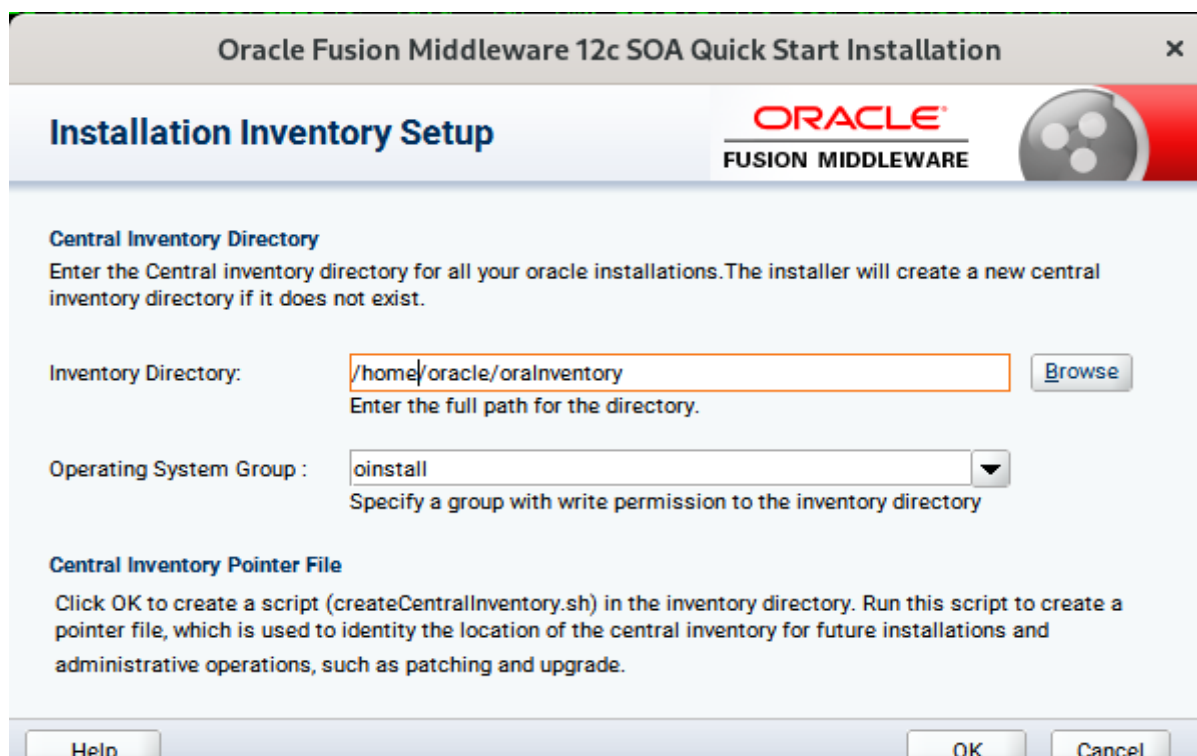 Oracle Fusion Middleware 12c SOA Quick Start Installation
Installation Inventory Setup
ORACLE
FUSION MIDDLEWARE
Central Inventory Directory
Enter the Central inventory directory for all your oracle installations.The installer will create a new central
inventory directory if it does not exist.
Inventory Directory:
/home/oracle/oraInventory
Browse
Enter the full path for the directory.
Operating System Group :
oinstall
Specify a group with write permission to the inventory directory
Central Inventory Pointer File
Click OK to create a script (createCentralInventory.sh) in the inventory directory. Run this script to create a
pointer file, which is used to identity the location of the central inventory for future installations and
administrative operations, such as patching and upgrade.
Help
OK
Cancel